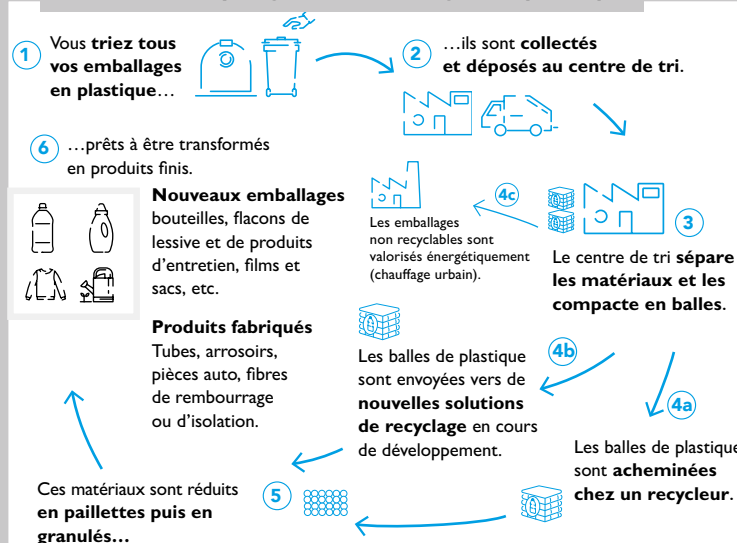 1
Vous triez tous
vos emballages
en plastique…
2
…ils sont collectés
et déposés au centre de tri.
3
Le centre de tri sépare
les matériaux et les
compacte en balles.
4c
Les emballages
non recyclables sont
valorisés énergétiquement
(chauffage urbain).
4b
Les balles de plastique
sont envoyées vers de
nouvelles solutions
de recyclage en cours
de développement.
4a
Les balles de plastique
sont acheminées
chez un recycleur.
5
Ces matériaux sont réduits
en paillettes puis en
granulés…
6
…prêts à être transformés
en produits finis.
Nouveaux emballages
bouteilles, flacons de
lessive et de produits
d’entretien, films et
sacs, etc.
Produits fabriqués
Tubes, arrosoirs,
pièces auto, fibres
de rembourrage
ou d’isolation.